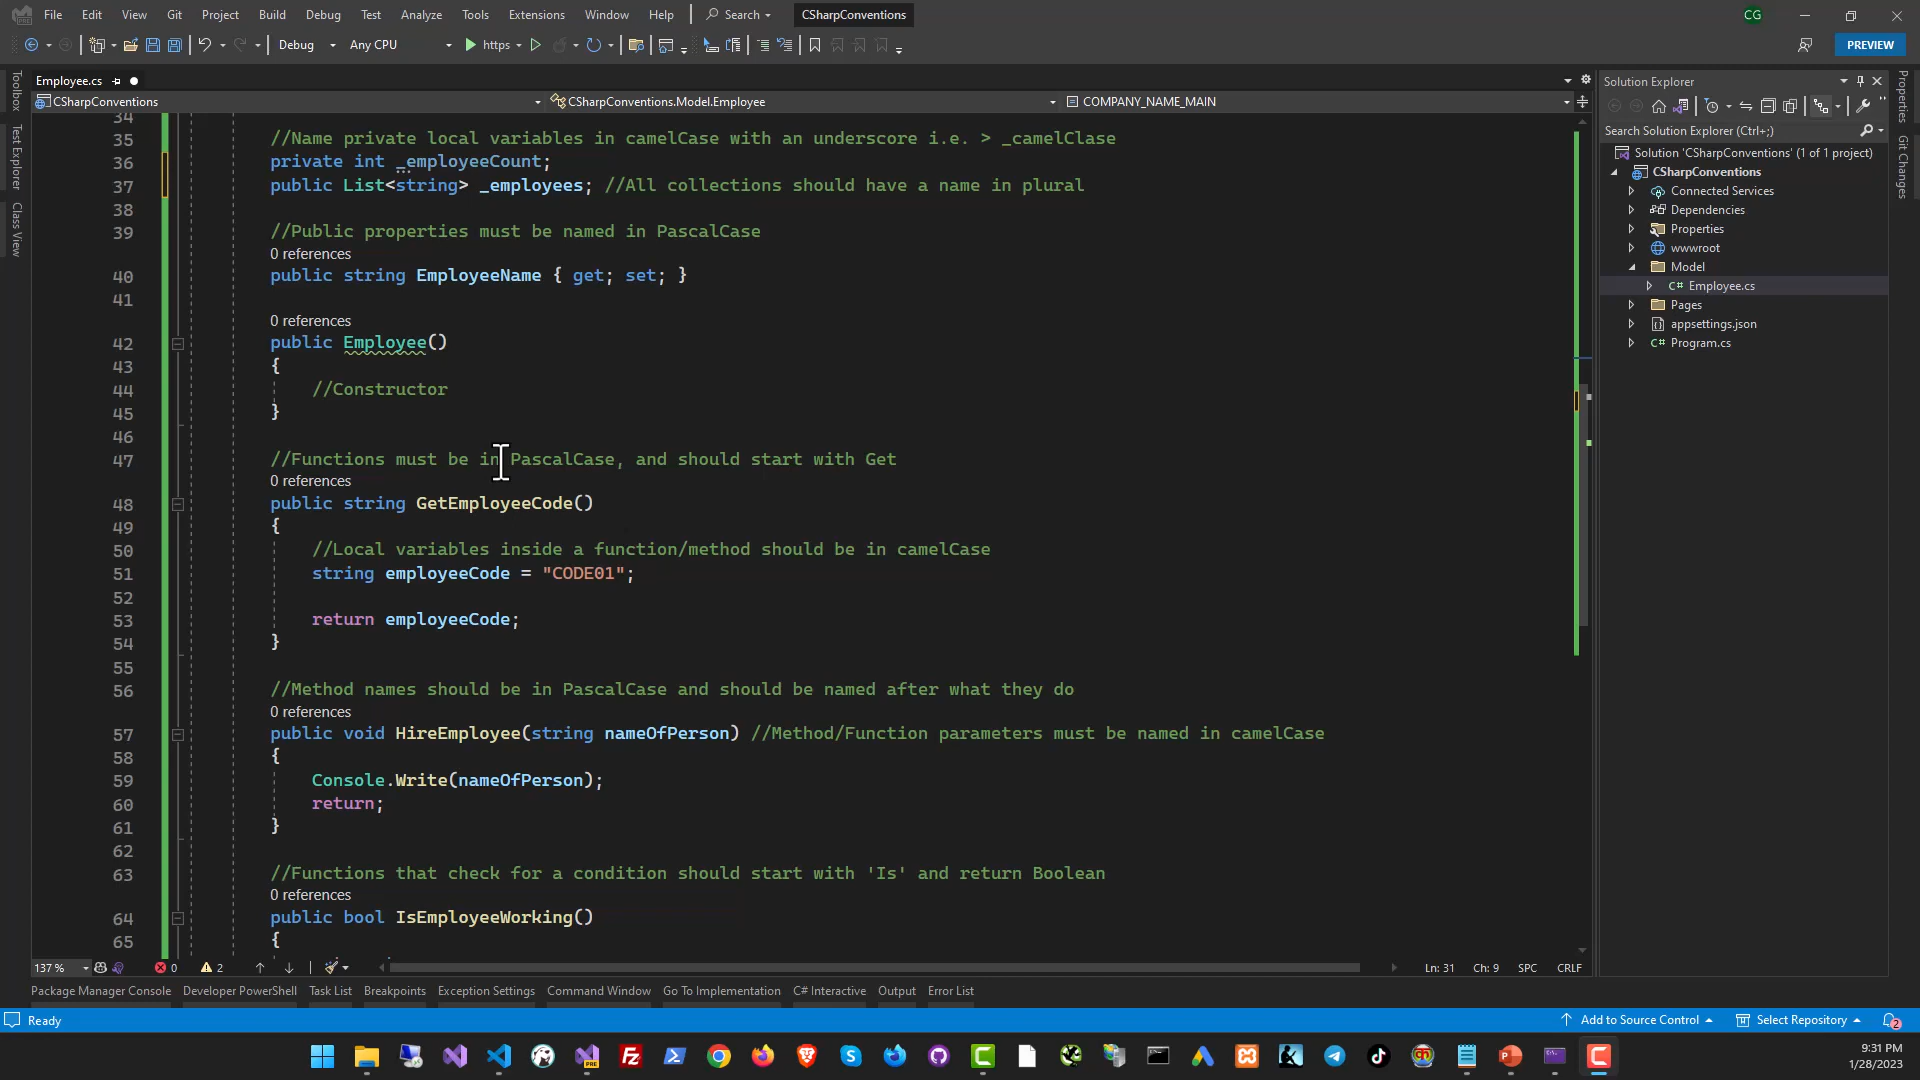 File Edit View Git Project Build Debug Test Analyze Tools Extensions Window Help Search CSharpConventions CG
Debug Any CPU https PREVIEW
Employee.cs
CSharpConventions CSharpConventions.Model.Employee COMPANY_NAME_MAIN
Toolbox
Test Explorer
Class View
34
35 //Name private local variables in camelCase with an underscore i.e. > _camelClase
36 private int _employeeCount;
37 public List<string> _employees; //All collections should have a name in plural
38
39 //Public properties must be named in PascalCase
0 references
40 public string EmployeeName { get; set; }
41
0 references
42 public Employee()
43 {
44 //Constructor
45 }
46
47 //Functions must be in PascalCase, and should start with Get
0 references
48 public string GetEmployeeCode()
49 {
50 //Local variables inside a function/method should be in camelCase
51 string employeeCode = "CODE01";
52
53 return employeeCode;
54 }
55
56 //Method names should be in PascalCase and should be named after what they do
0 references
57 public void HireEmployee(string nameOfPerson) //Method/Function parameters must be named in camelCase
58 {
59 Console.Write(nameOfPerson);
60 return;
61 }
62
63 //Functions that check for a condition should start with 'Is' and return Boolean
0 references
64 public bool IsEmployeeWorking()
65 {
137 % 0 2 Ln: 31 Ch: 9 SPC CRLF
Solution Explorer
Search Solution Explorer (Ctrl+;)
Solution 'CSharpConventions' (1 of 1 project)
CSharpConventions
Connected Services
Dependencies
Properties
wwwroot
Model
C# Employee.cs
Pages
appsettings.json
C# Program.cs
Properties
Git Changes
Package Manager Console Developer PowerShell Task List Breakpoints Exception Settings Command Window Go To Implementation C# Interactive Output Error List
Ready Add to Source Control Select Repository 2
9:31 PM
1/28/2023